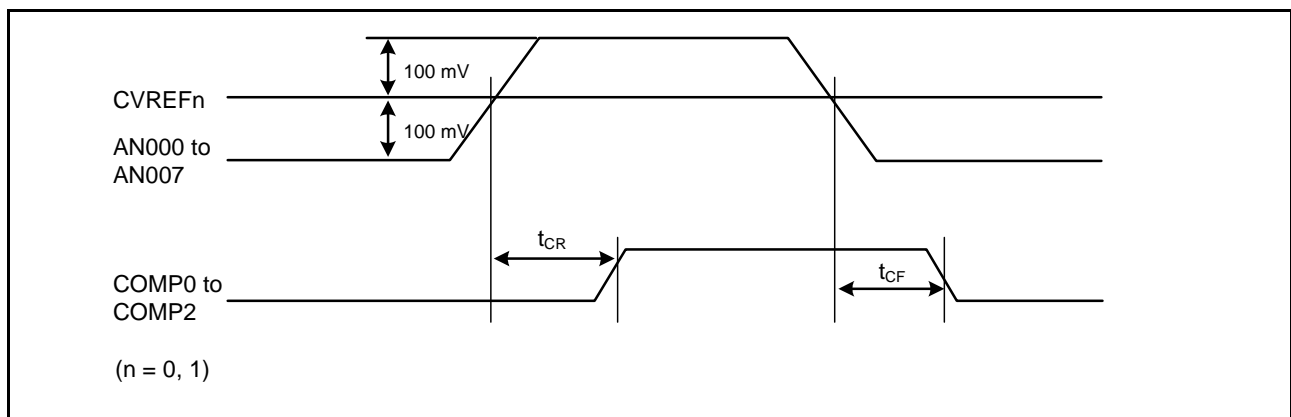 100 mV
CVREFn
100 mV
AN000 to
AN007
tCR
tCF
COMP0 to
COMP2
(n = 0, 1)